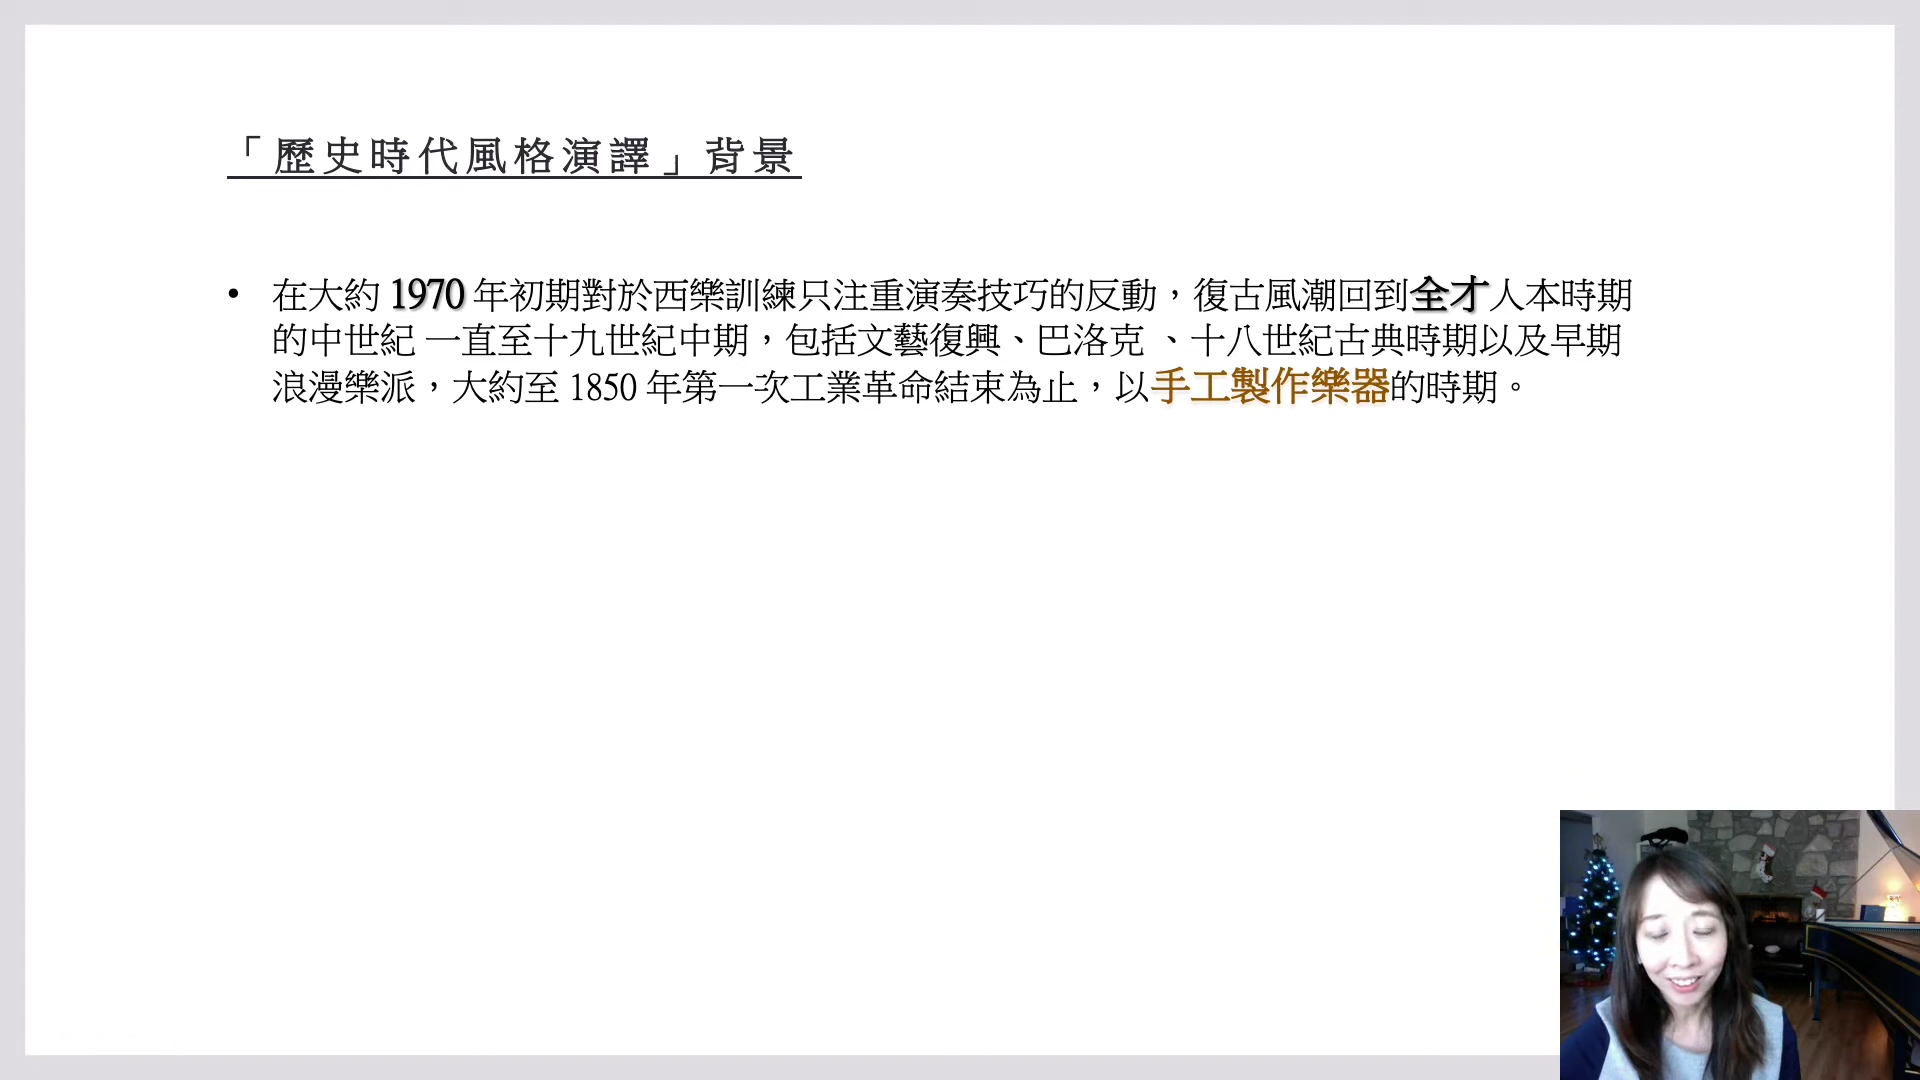 「歷史時代風格演譯」背景
• 在大約 1970 年初期對於西樂訓練只注重演奏技巧的反動，復古風潮回到全才人本時期
的中世紀 一直至十九世紀中期，包括文藝復興、巴洛克 、十八世紀古典時期以及早期
浪漫樂派，大約至 1850 年第一次工業革命結束為止，以手工製作樂器的時期。